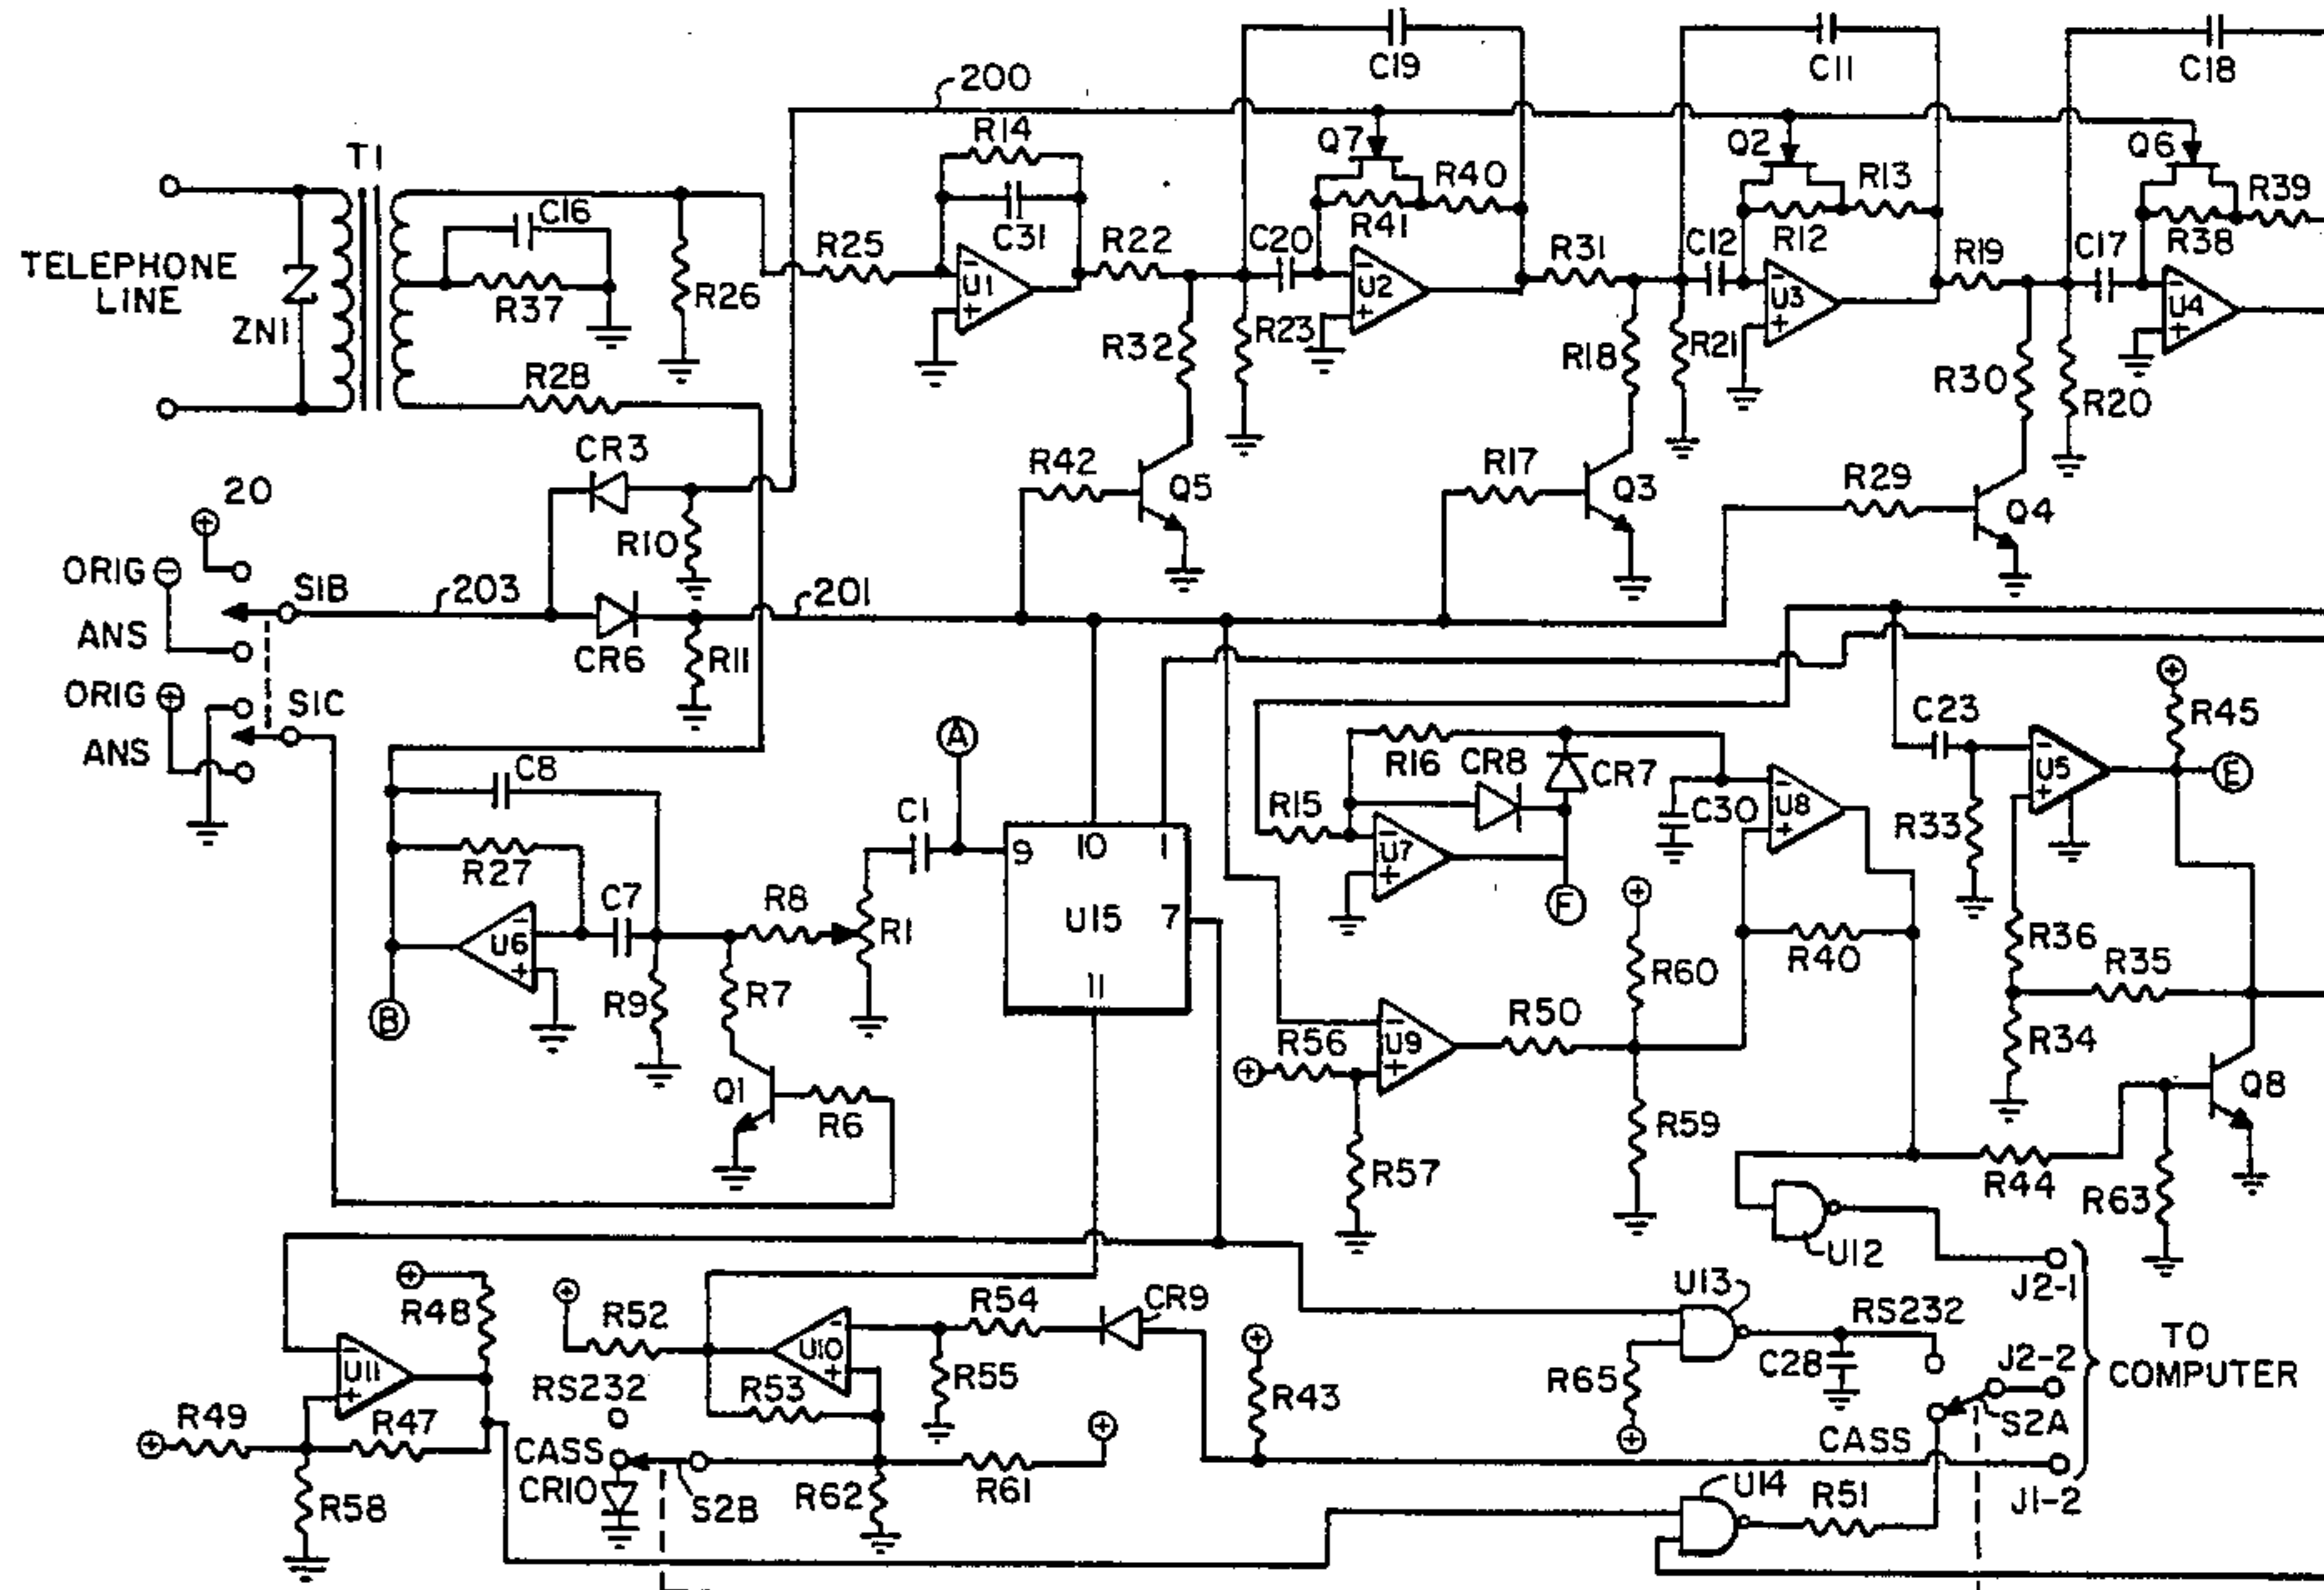 C19
C11
C18
200
R14
Q7
Q2
Q6
T1
R40
R13
R39
C16
C31
R41
R12
R38
R25
R22
C20
R31
C12
R19
C17
TELEPHONE
LINE
R37
R26
U1
- +
U2
- +
U3
- +
U4
- +
ZN1
R32
R23
R18
R21
R30
R20
R28
CR3
R42
Q5
R17
Q3
R29
Q4
20
R10
ORIG
S1B
203
201
ANS
CR6
R11
ORIG
S1C
ANS
A
C23
R45
R16
CR8
CR7
U5
- +
E
C8
C1
R15
C30
U8
- +
R33
R27
9
10
1
U7
- +
C7
R8
R1
U15
7
F
U6
- +
R36
R35
R9
R7
11
R60
R40
B
R50
R34
R56
U9
- +
Q1
R6
R57
R59
Q8
R44
R63
U12
J2-1
R48
R52
R54
CR9
U13
RS232
U11
- +
U10
- +
TO
COMPUTER
J2-2
RS232
R53
R55
R43
R65
C28
R49
R47
S2A
CASS
CASS
CR10
S2B
R62
R61
U14
R51
J1-2
R58